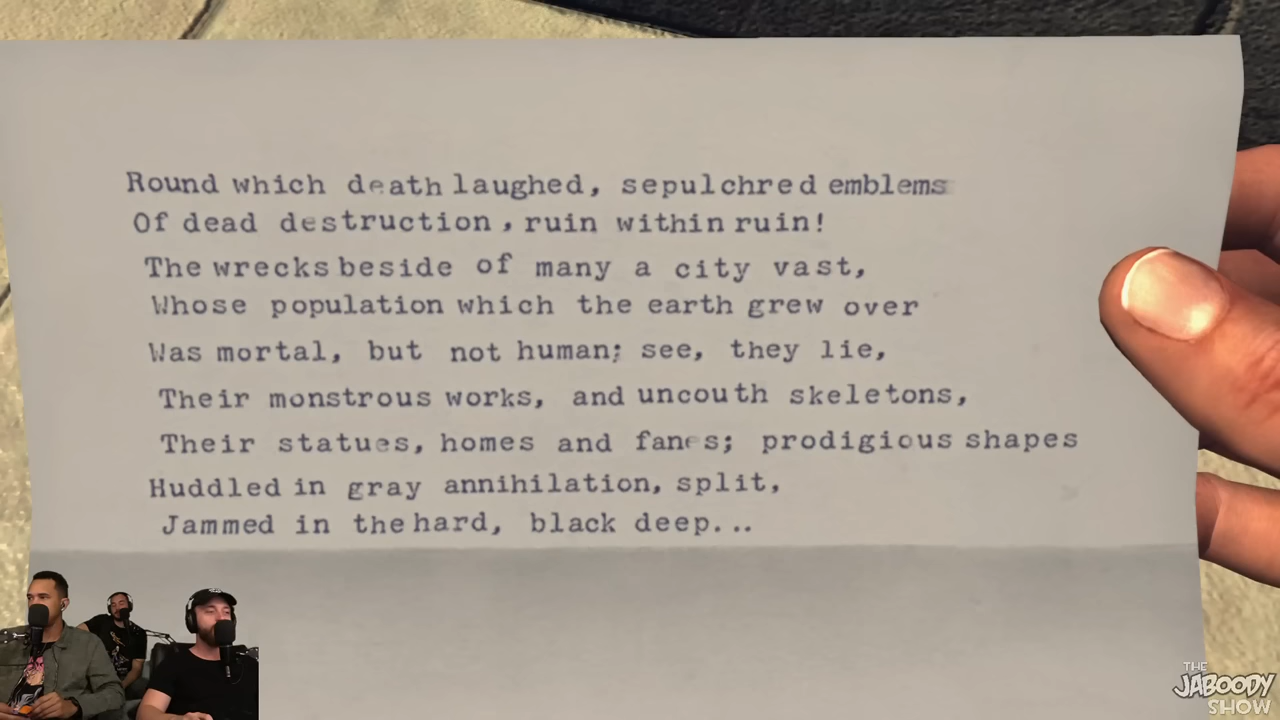 Round which death laughed, sepulchred emblems
Of dead destruction, ruin within ruin!
The wrecks beside of many a city vast,
Whose population which the earth grew over
Was mortal, but not human; see, they lie,
Their monstrous works, and uncouth skeletons,
Their statues, homes and fanes; prodigious shapes
Huddled in gray annihilation, split,
Jammed in the hard, black deep...
THE
JABOODY
SHOW